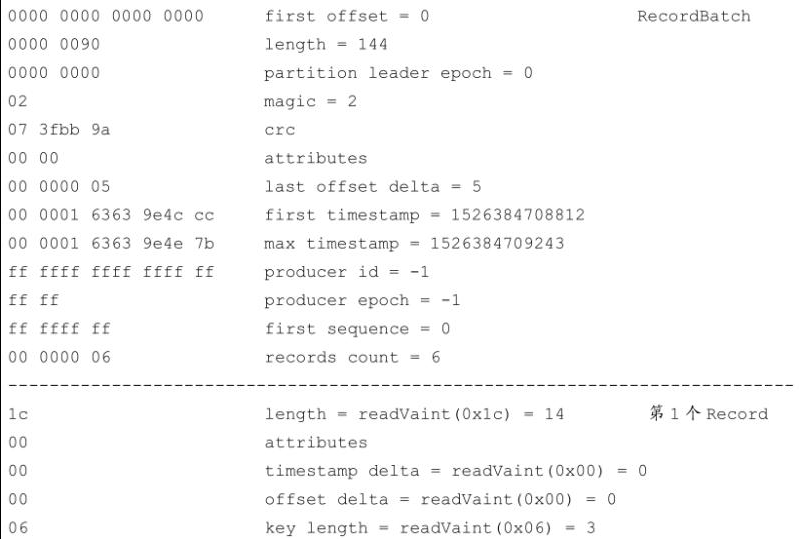 0000 0000 0000 0000 first offset = 0 RecordBatch
0000 0090 length = 144
0000 0000 partition leader epoch = 0
02 magic = 2
07 3fbb 9a crc
00 00 attributes
00 0000 05 last offset delta = 5
00 0001 6363 9e4c cc first timestamp = 1526384708812
00 0001 6363 9e4e 7b max timestamp = 1526384709243
ff ffff ffff ffff ff producer id = -1
ff ff producer epoch = -1
ff ffff ff first sequence = 0
00 0000 06 records count = 6
--------------------------------------------------------------------------------
1c length = readVaint(0x1c) = 14 第 1 个 Record
00 attributes
00 timestamp delta = readVaint(0x00) = 0
00 offset delta = readVaint(0x00) = 0
06 key length = readVaint(0x06) = 3